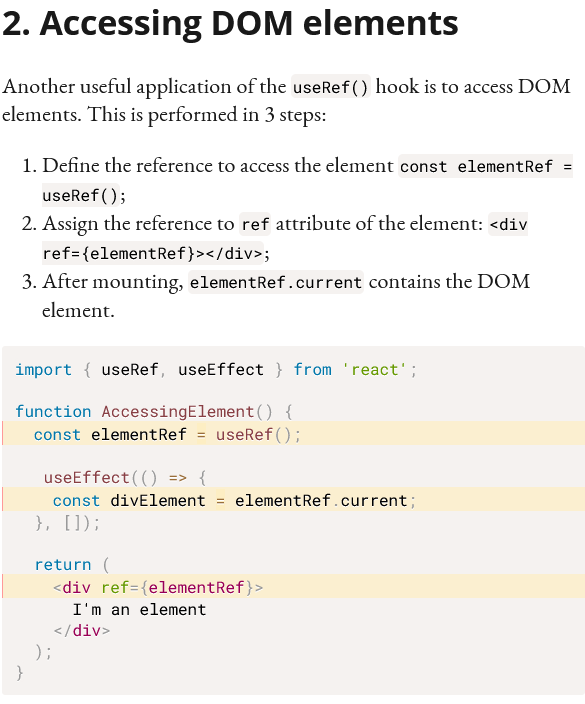 2. Accessing DOM elements
Another useful application of the useRef() hook is to access DOM
elements. This is performed in 3 steps:
1. Define the reference to access the element const elementRef =
useRef();
2. Assign the reference to ref attribute of the element: <div
ref={elementRef}></div>;
3. After mounting, elementRef.current contains the DOM
element.
import { useRef, useEffect } from 'react';
function AccessingElement() {
  const elementRef = useRef();
   useEffect(() => {
    const divElement = elementRef.current;
  }, []);
  return (
    <div ref={elementRef}>
      I'm an element
    </div>
  );
}